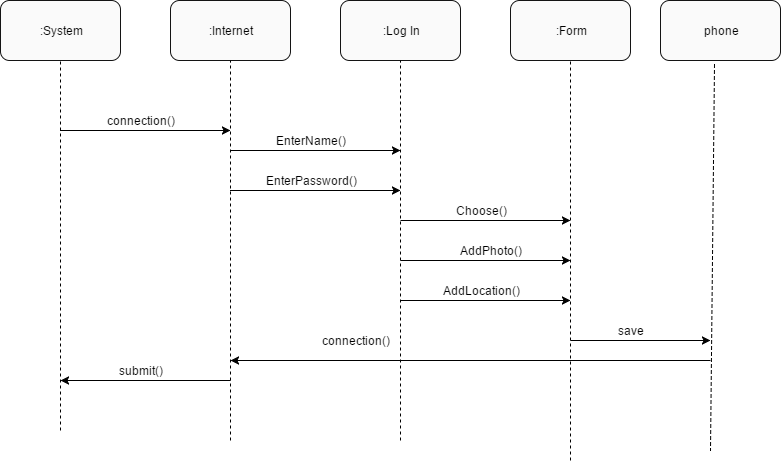 :System
:Internet
:Log In
:Form
phone
connection()
EnterName()
EnterPassword()
Choose()
AddPhoto()
AddLocation()
save
connection()
submit()